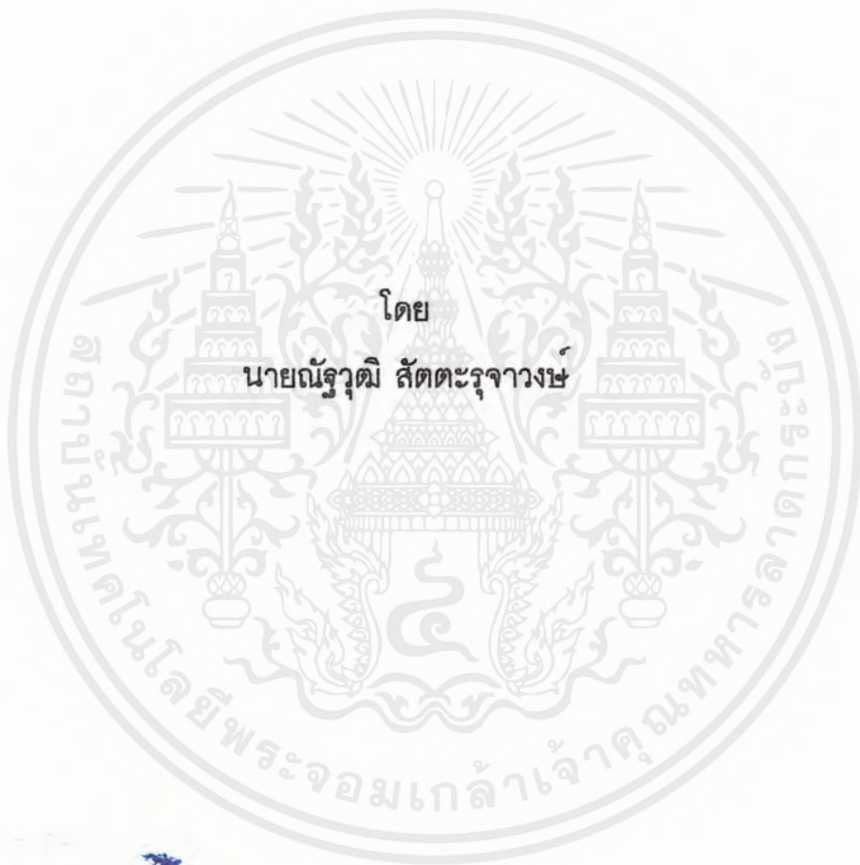 โดย
นายณัฐวุฒิ สัตตะรุจาวงษ์
สถาบันเทคโนโลยีพระจอมเกล้าเจ้าคุณทหารลาดกระบัง